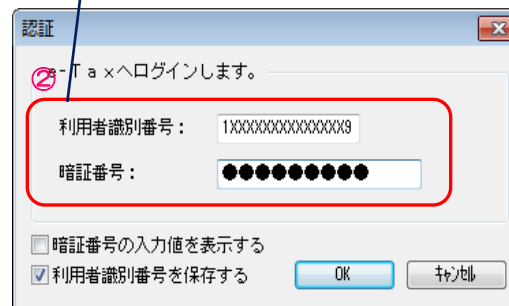 認証
②
e-Taxへログインします。
利用者識別番号： 1XXXXXXXXXXXXXX9
暗証番号： ●●●●●●●●●
暗証番号の入力値を表示する
利用者識別番号を保存する OK ｷｬﾝｾﾙ